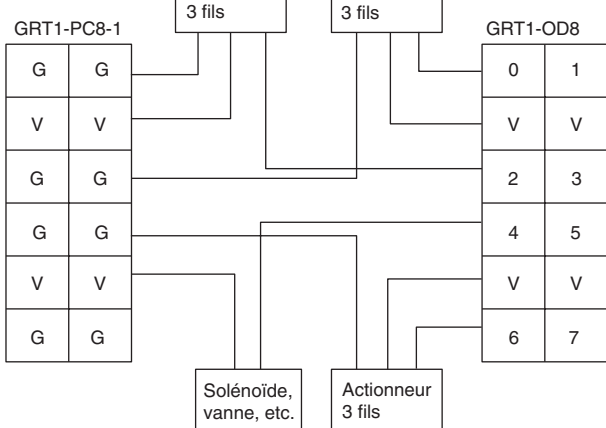 3 fils
3 fils
GRT1-PC8-1
GRT1-OD8
G G
0 1
V V
V V
G G
2 3
G G
4 5
V V
V V
G G
6 7
Solénoïde,
vanne, etc.
Actionneur
3 fils